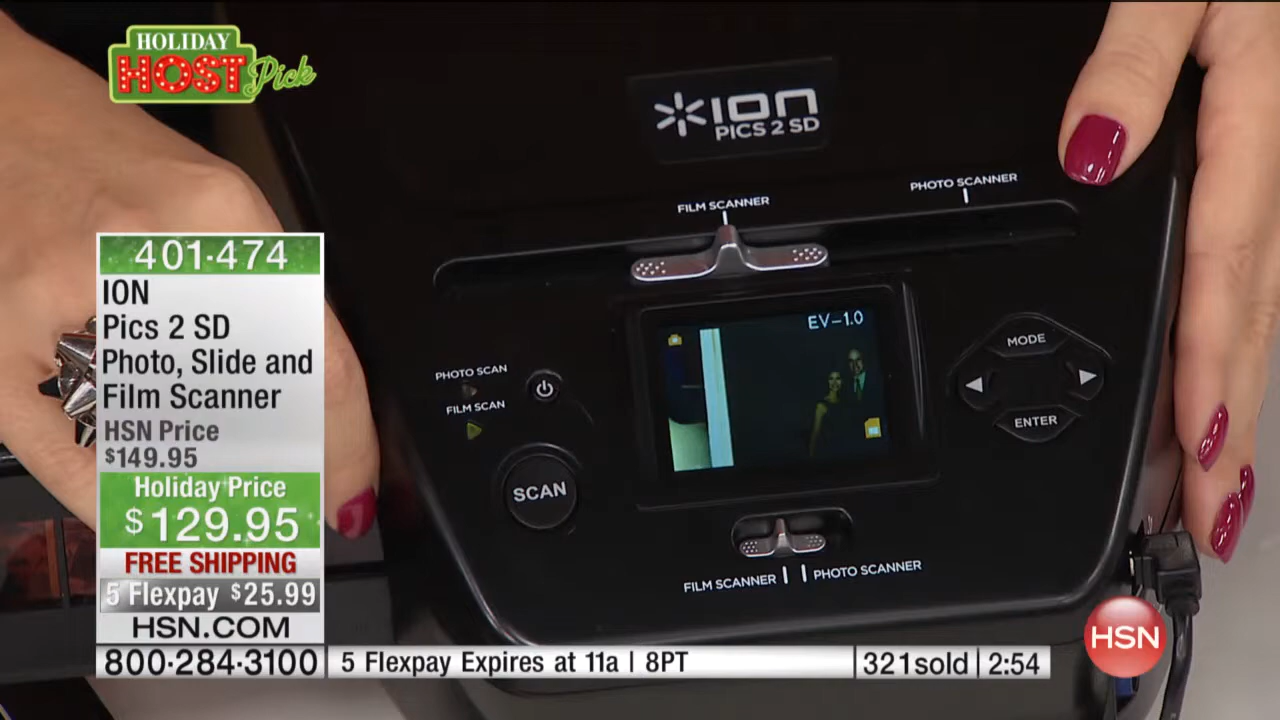 HOLIDAY
HOST
Pick
ION
PICS 2 SD
FILM SCANNER
PHOTO SCANNER
EV-1.0
MODE
ENTER
PHOTO SCAN
FILM SCAN
SCAN
FILM SCANNER
PHOTO SCANNER
401·474
ION
Pics 2 SD
Photo, Slide and
Film Scanner
HSN Price
$149.95
Holiday Price
$129.95
FREE SHIPPING
5 Flexpay $25.99
HSN.COM
800·284·3100
5 Flexpay Expires at 11a | 8PT
321sold
2:54
HSN